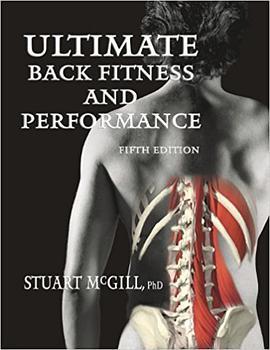 ULTIMATE
BACK FITNESS
AND
PERFORMANCE
FIFTH EDITION
STUART McGILL, PhD